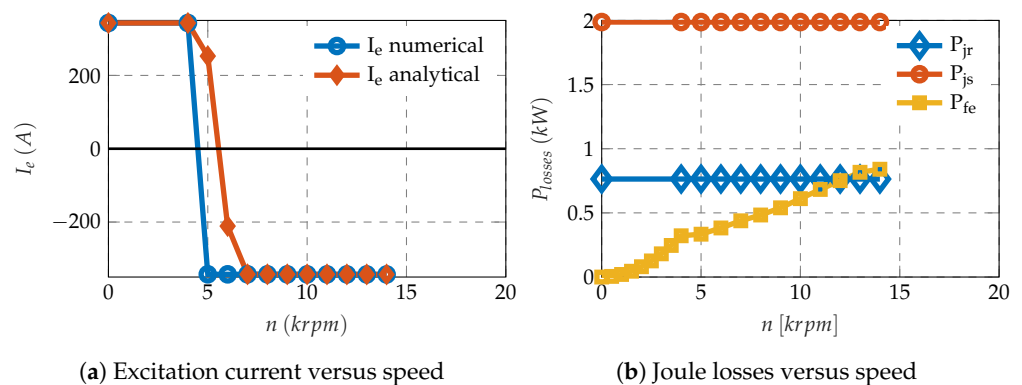 200
0
−200
I_e (A)
I_e numerical
I_e analytical
0 5 10 15 20
n (krpm)
(a) Excitation current versus speed
2
1.5
1
0.5
0
P_losses (kW)
P_jr
P_js
P_fe
0 5 10 15 20
n [krpm]
(b) Joule losses versus speed